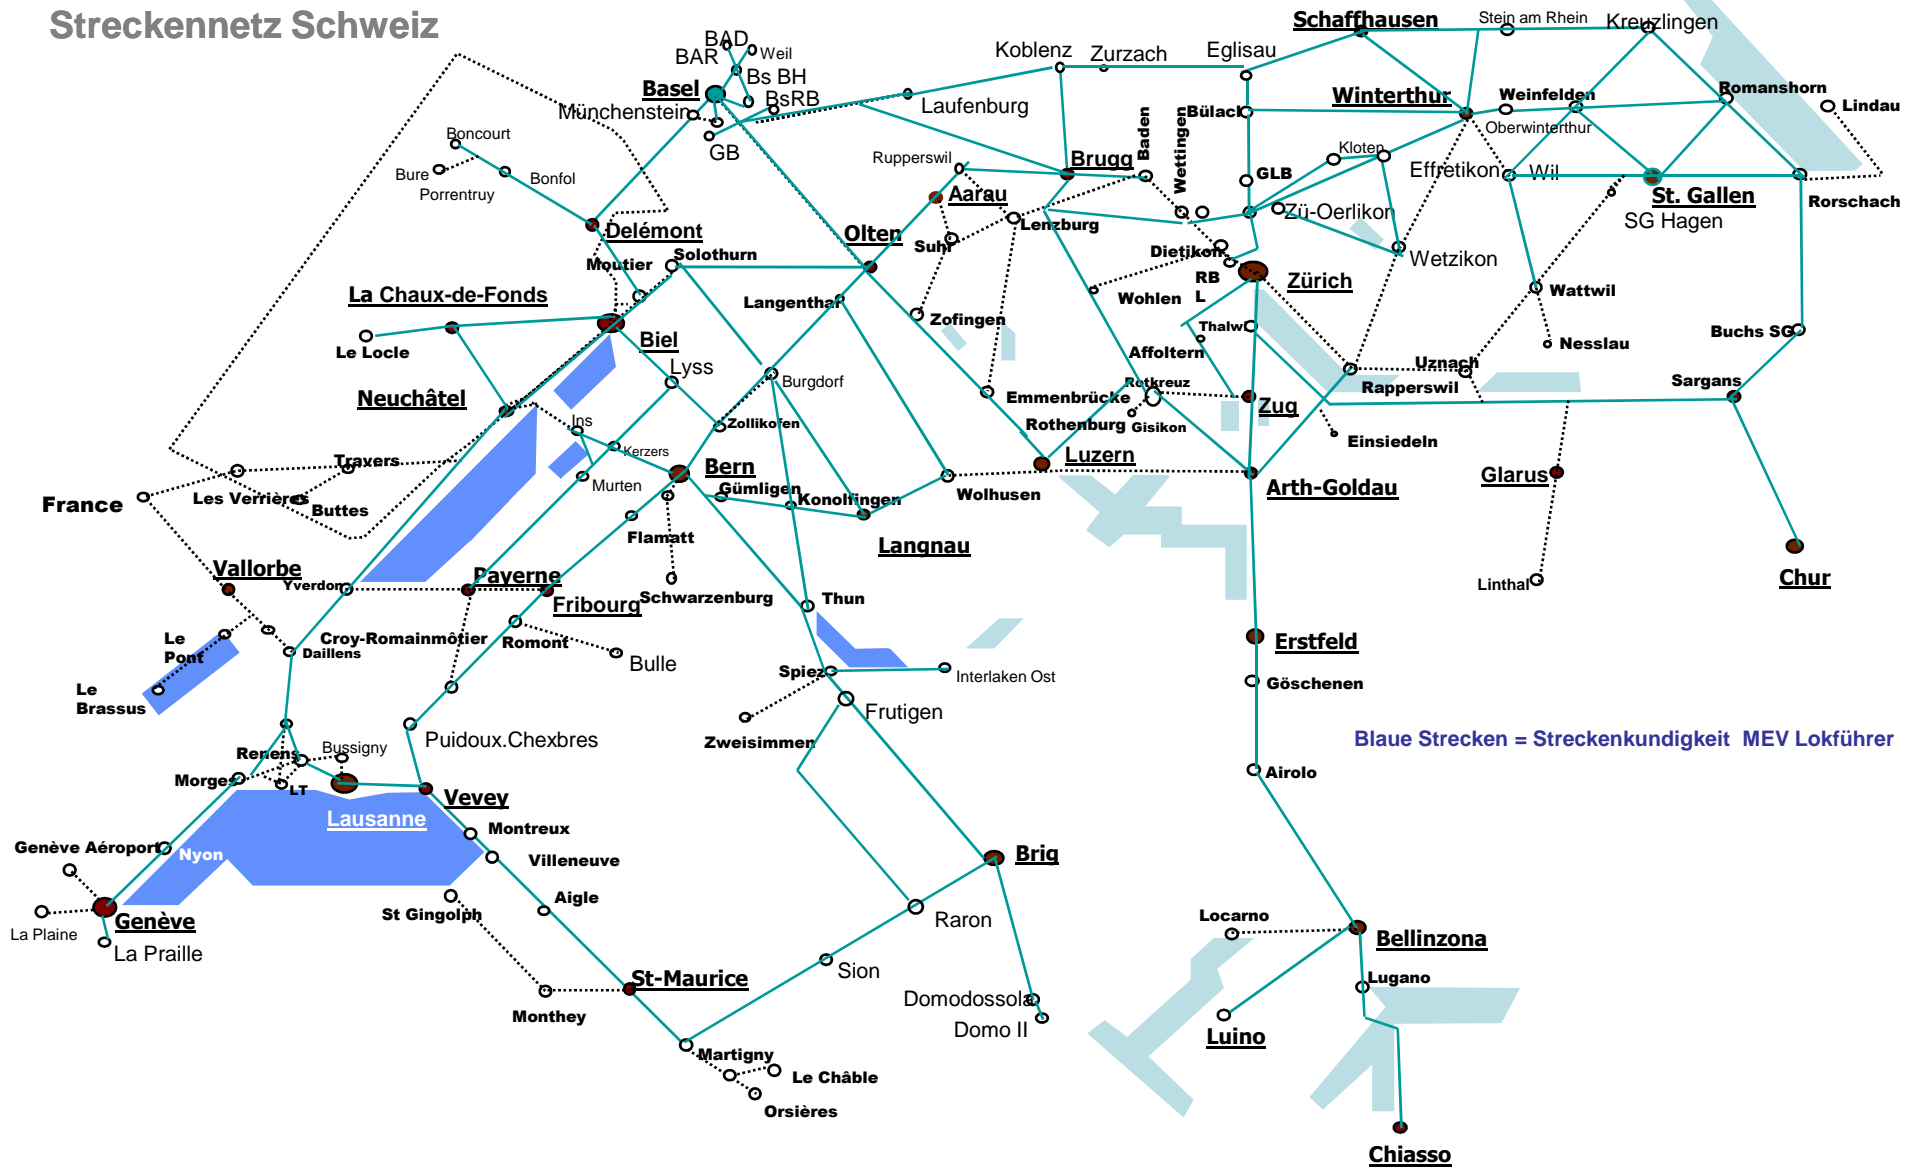 Streckennetz Schweiz
BAD
BAR
Weil
Bs BH
Basel
BsRB
Münchenstein
GB
Boncourt
Bure
Porrentruy
Bonfol
Delémont
Moutier
Solothurn
La Chaux-de-Fonds
Le Locle
Biel
Lyss
Neuchâtel
Ins
Kerzers
Murten
Zollikofen
Burgdorf
Langenthal
Olten
Koblenz
Zurzach
Eglisau
Laufenburg
Rupperswil
Aarau
Brugg
Baden
Wettingen
Suhr
Lenzburg
Zofingen
Schaffhausen
Stein am Rhein
Kreuzlingen
Winterthur
Weinfelden
Romanshorn
Lindau
Oberwinterthur
Bülach
Kloten
GLB
Effretikon
Wil
St. Gallen
SG Hagen
Rorschach
Zü-Oerlikon
Wetzikon
Dietikon
RB
L
Zürich
Wohlen
Thalwil
Affoltern
Wattwil
Nesslau
Buchs SG
Uznach
Rapperswil
Sargans
Emmenbrücke
Rotkreuz
Rothenburg
Gisikon
Zug
Einsiedeln
Luzern
Arth-Goldau
Glarus
Linthal
Chur
Travers
Les Verrières
Buttes
France
Bern
Gümligen
Konolfingen
Wolhusen
Langnau
Flamatt
Schwarzenburg
Vallorbe
Yverdon
Payerne
Fribourg
Thun
Le
Pont
Croy-Romainmôtier
Daillens
Romont
Bulle
Le
Brassus
Spiez
Interlaken Ost
Zweisimmen
Frutigen
Erstfeld
Göschenen
Airolo
Blaue Strecken = Streckenkundigkeit MEV Lokführer
Puidoux.Chexbres
Renens
Bussigny
Morges
LT
Lausanne
Vevey
Montreux
Villeneuve
Genève Aéroport
Nyon
Aigle
St Gingolph
Genève
La Plaine
La Praille
Brig
Raron
Sion
St-Maurice
Monthey
Martigny
Le Châble
Orsières
Domodossola
Domo II
Locarno
Bellinzona
Lugano
Luino
Chiasso